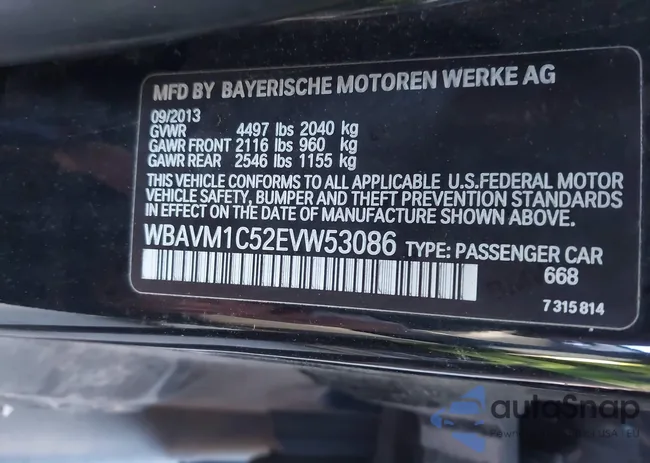 MFD BY BAYERISCHE MOTOREN WERKE AG
09/2013
GVWR 4497 lbs 2040 kg
GAWR FRONT 2116 lbs 960 kg
GAWR REAR 2546 lbs 1155 kg
THIS VEHICLE CONFORMS TO ALL APPLICABLE U.S.FEDERAL MOTOR
VEHICLE SAFETY, BUMPER AND THEFT PREVENTION STANDARDS
IN EFFECT ON THE DATE OF MANUFACTURE SHOWN ABOVE.
WBAVM1C52EVW53086 TYPE: PASSENGER CAR
668
7 315 814
autoSnap